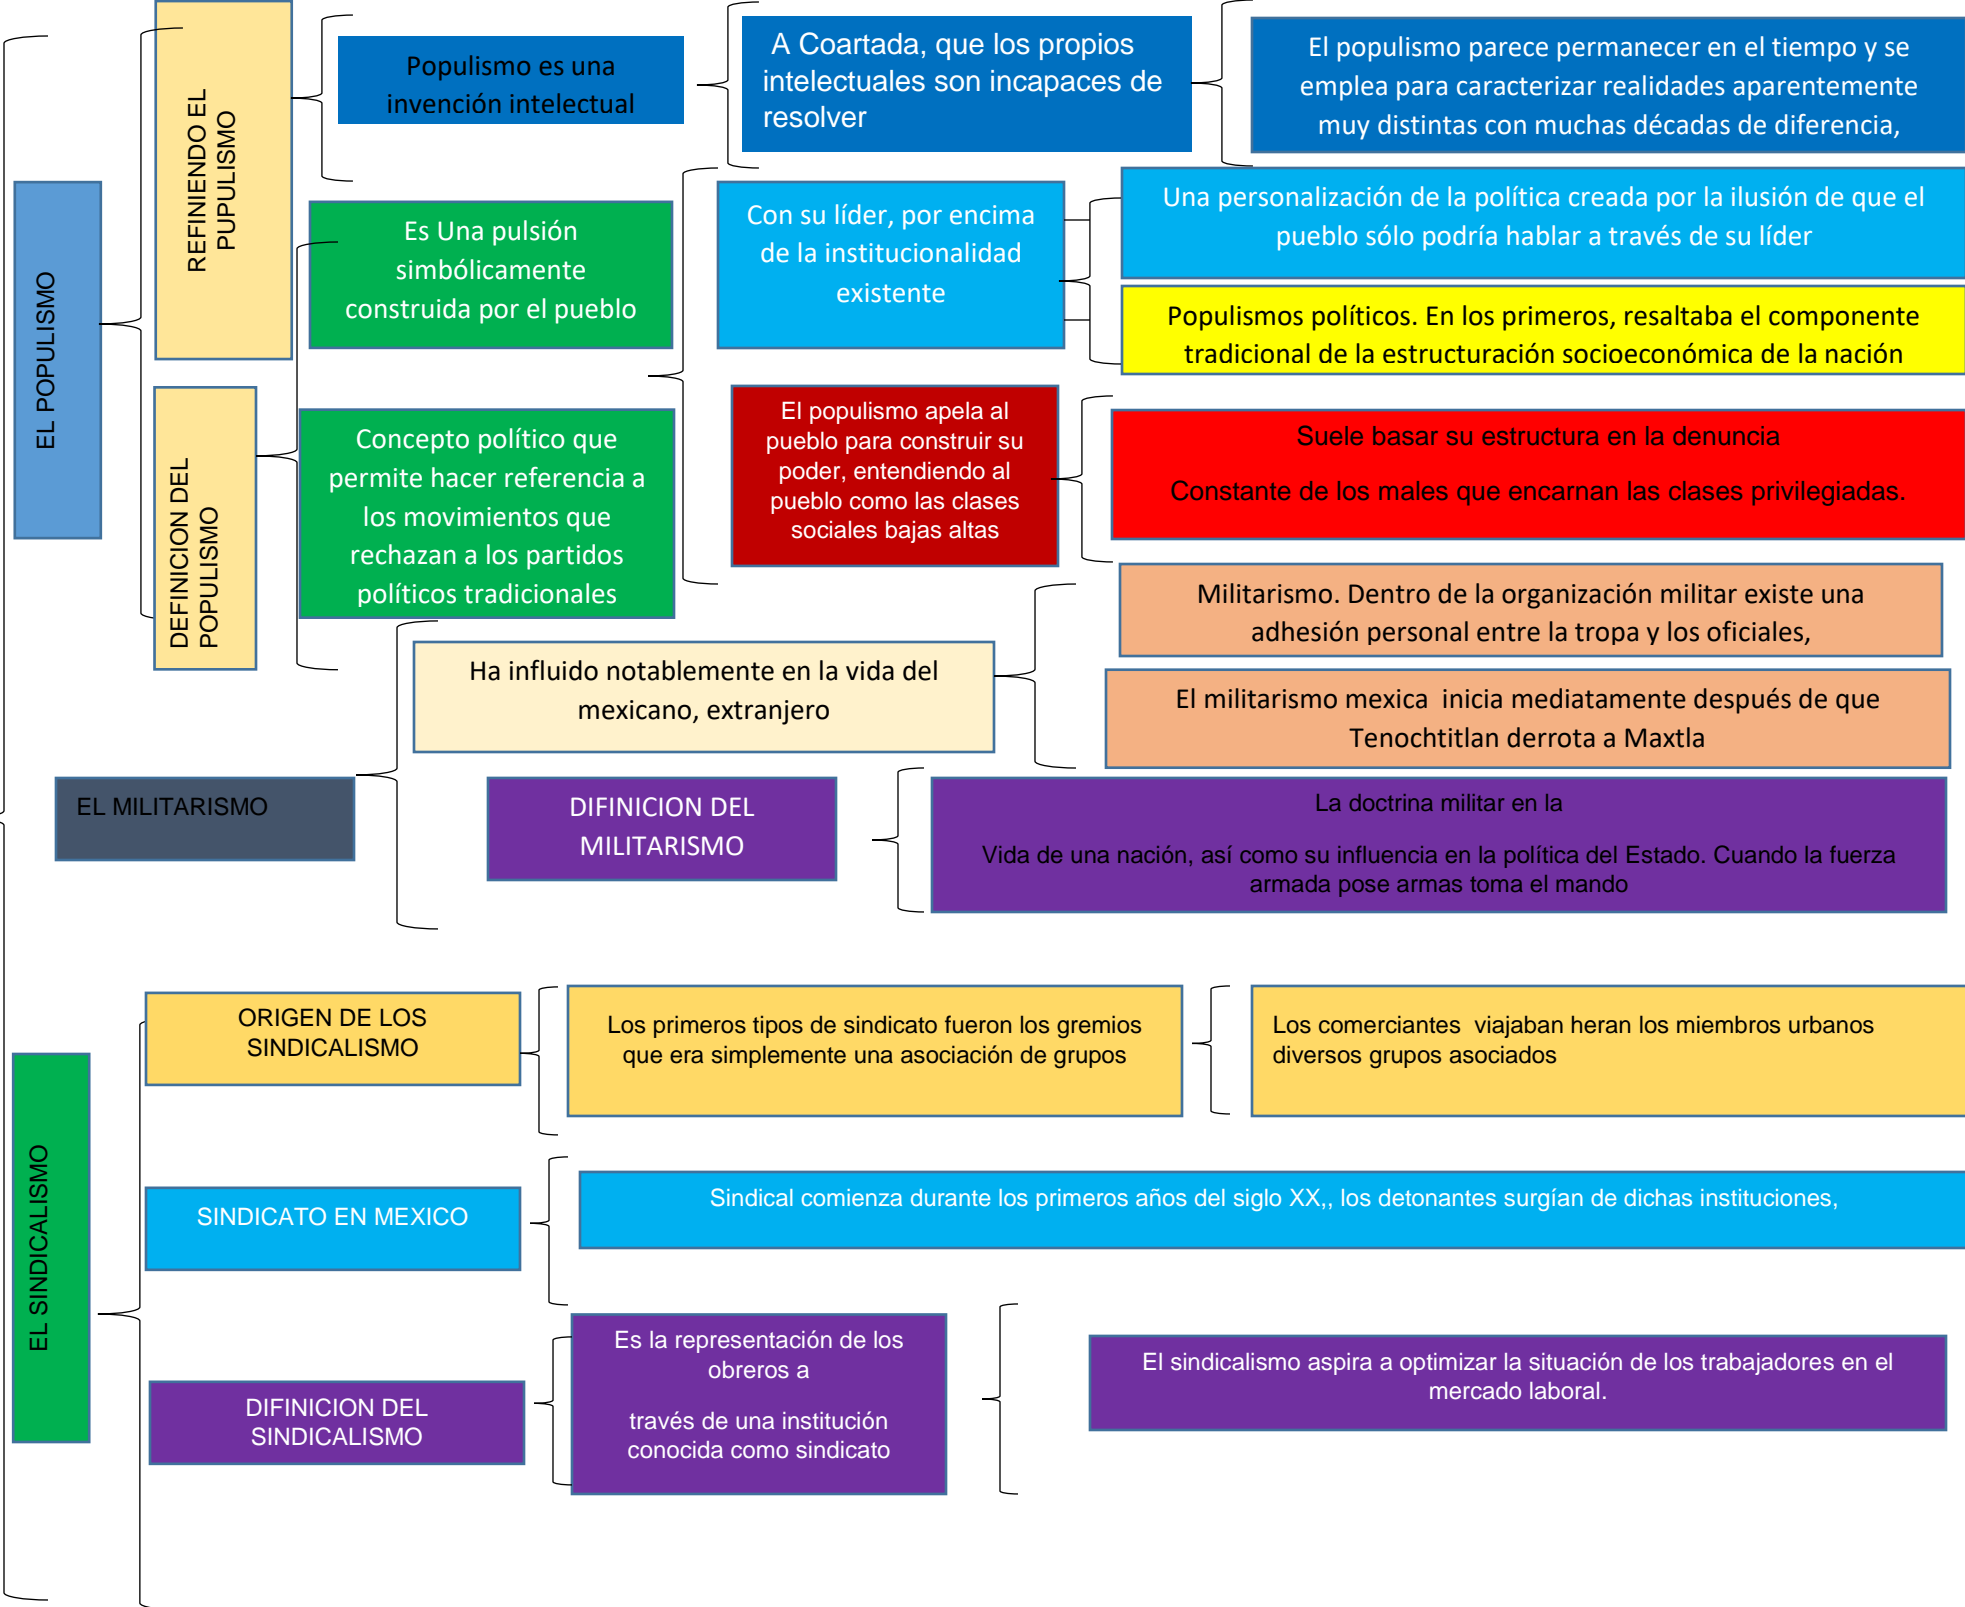 EL POPULISMO
REFINIENDO EL
PUPULISMO
Populismo es una
invención intelectual
A Coartada, que los propios
intelectuales son incapaces de
resolver
El populismo parece permanecer en el tiempo y se
emplea para caracterizar realidades aparentemente
muy distintas con muchas décadas de diferencia,
DEFINICION DEL
POPULISMO
Es Una pulsión
simbólicamente
construida por el pueblo
Concepto político que
permite hacer referencia a
los movimientos que
rechazan a los partidos
políticos tradicionales
Con su líder, por encima
de la institucionalidad
existente
Una personalización de la política creada por la ilusión de que el
pueblo sólo podría hablar a través de su líder
Populismos políticos. En los primeros, resaltaba el componente
tradicional de la estructuración socioeconómica de la nación
El populismo apela al
pueblo para construir su
poder, entendiendo al
pueblo como las clases
sociales bajas altas
Suele basar su estructura en la denuncia
Constante de los males que encarnan las clases privilegiadas.
EL MILITARISMO
Ha influido notablemente en la vida del
mexicano, extranjero
Militarismo. Dentro de la organización militar existe una
adhesión personal entre la tropa y los oficiales,
El militarismo mexica  inicia mediatamente después de que
Tenochtitlan derrota a Maxtla
DIFINICION DEL
MILITARISMO
La doctrina militar en la
Vida de una nación, así como su influencia en la política del Estado. Cuando la fuerza
armada pose armas toma el mando
EL SINDICALISMO
ORIGEN DE LOS
SINDICALISMO
Los primeros tipos de sindicato fueron los gremios
que era simplemente una asociación de grupos
Los comerciantes  viajaban heran los miembros urbanos
diversos grupos asociados
SINDICATO EN MEXICO
Sindical comienza durante los primeros años del siglo XX,, los detonantes surgían de dichas instituciones,
DIFINICION DEL
SINDICALISMO
Es la representación de los
obreros a
través de una institución
conocida como sindicato
El sindicalismo aspira a optimizar la situación de los trabajadores en el
mercado laboral.